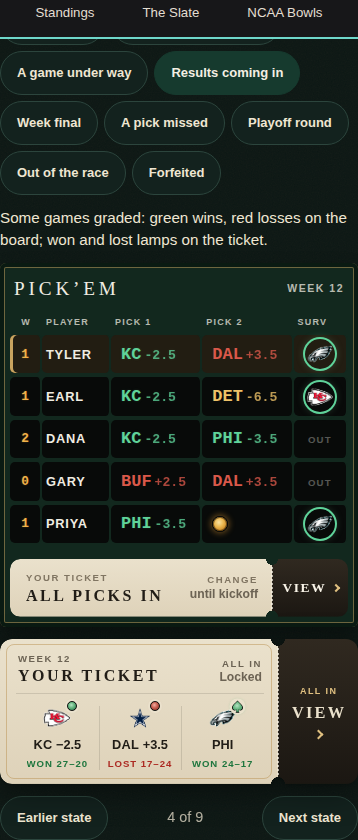 Standings The Slate NCAA Bowls
A game under way Results coming in
Week final A pick missed Playoff round
Out of the race Forfeited
Some games graded: green wins, red losses on the
board; won and lost lamps on the ticket.
PICK’EM WEEK 12
W PLAYER PICK 1 PICK 2 SURV
1 TYLER KC -2.5 DAL +3.5
1 EARL KC -2.5 DET -6.5
2 DANA KC -2.5 PHI -3.5 OUT
0 GARY BUF +2.5 DAL +3.5 OUT
1 PRIYA PHI -3.5
YOUR TICKET CHANGE
ALL PICKS IN until kickoff VIEW
WEEK 12 ALL IN
YOUR TICKET Locked
ALL IN
VIEW
KC −2.5 DAL +3.5 PHI
WON 27–20 LOST 17–24 WON 24–17
Earlier state 4 of 9 Next state